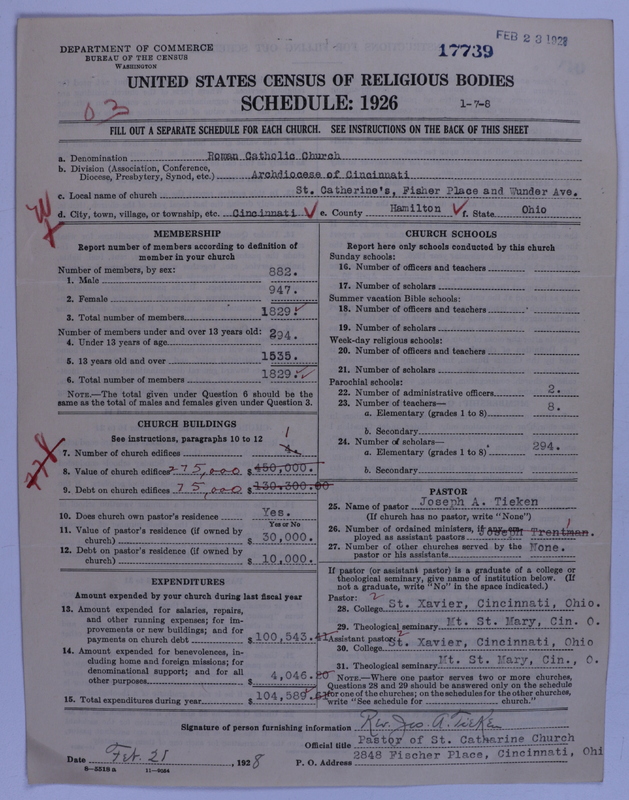 DEPARTMENT OF COMMERCE
BUREAU OF THE CENSUS
WASHINGTON
17739
FEB 23 1928
UNITED STATES CENSUS OF RELIGIOUS BODIES
SCHEDULE: 1926
1-7-8
03
FILL OUT A SEPARATE SCHEDULE FOR EACH CHURCH. SEE INSTRUCTIONS ON THE BACK OF THIS SHEET
a. Denomination Roman Catholic Church
b. Division (Association, Conference,
Diocese, Presbytery, Synod, etc.) Archdiocese of Cincinnati
c. Local name of church St. Catherine's, Fisher Place and Wunder Ave.
d. City, town, village, or township, etc. Cincinnati e. County Hamilton f. State Ohio
MEMBERSHIP
Report number of members according to definition of
member in your church
Number of members, by sex:
1. Male 882.
2. Female 947.
3. Total number of members 1829.
Number of members under and over 13 years old:
4. Under 13 years of age 294.
5. 13 years old and over 1535.
6. Total number of members 1829.
NOTE.—The total given under Question 6 should be the
same as the total of males and females given under Question 3.
CHURCH BUILDINGS
See instructions, paragraphs 10 to 12
7. Number of church edifices 1
778
8. Value of church edifices 275,000 $ 450,000.
9. Debt on church edifices 75,000 $ 130,300.00
10. Does church own pastor's residence Yes.
Yes or No
11. Value of pastor's residence (if owned by
church) $ 30,000.
12. Debt on pastor's residence (if owned by
church) $ 10,000.
EXPENDITURES
Amount expended by your church during last fiscal year
13. Amount expended for salaries, repairs,
and other running expenses; for im-
provements or new buildings; and for
payments on church debt $ 100,543.41
14. Amount expended for benevolences, in-
cluding home and foreign missions; for
denominational support; and for all
other purposes $ 4,046.20
15. Total expenditures during year $ 104,589.61
CHURCH SCHOOLS
Report here only schools conducted by this church
Sunday schools:
16. Number of officers and teachers
17. Number of scholars
Summer vacation Bible schools:
18. Number of officers and teachers
19. Number of scholars
Week-day religious schools:
20. Number of officers and teachers
21. Number of scholars
Parochial schools:
22. Number of administrative officers 2.
23. Number of teachers—
a. Elementary (grades 1 to 8) 8.
b. Secondary
24. Number of scholars—
a. Elementary (grades 1 to 8) 294.
b. Secondary
PASTOR
25. Name of pastor Joseph A. Tieken
(If church has no pastor, write "None")
26. Number of ordained ministers, if any, em-
ployed as assistant pastors Joseph Trentman. 1
27. Number of other churches served by the
pastor or his assistants None.
If pastor (or assistant pastor) is a graduate of a college or
theological seminary, give name of institution below. (If
not a graduate, write "No" in the space indicated.)
Pastor: 2
28. College St. Xavier, Cincinnati, Ohio.
29. Theological seminary Mt. St. Mary, Cin. O.
Assistant pastor: 2
30. College St. Xavier, Cincinnati, Ohio
31. Theological seminary Mt. St. Mary, Cin., O.
NOTE.—Where one pastor serves two or more churches,
Questions 28 and 29 should be answered only on the schedule
for one of the churches; on the schedules for the other churches,
write "See schedule for church."
Signature of person furnishing information Rev. Jos. A. Tieken
Official title Pastor of St. Catharine Church
Date Feb. 21, 1928 P. O. Address 2848 Fischer Place, Cincinnati, Ohi
8—5518 a 11—9024